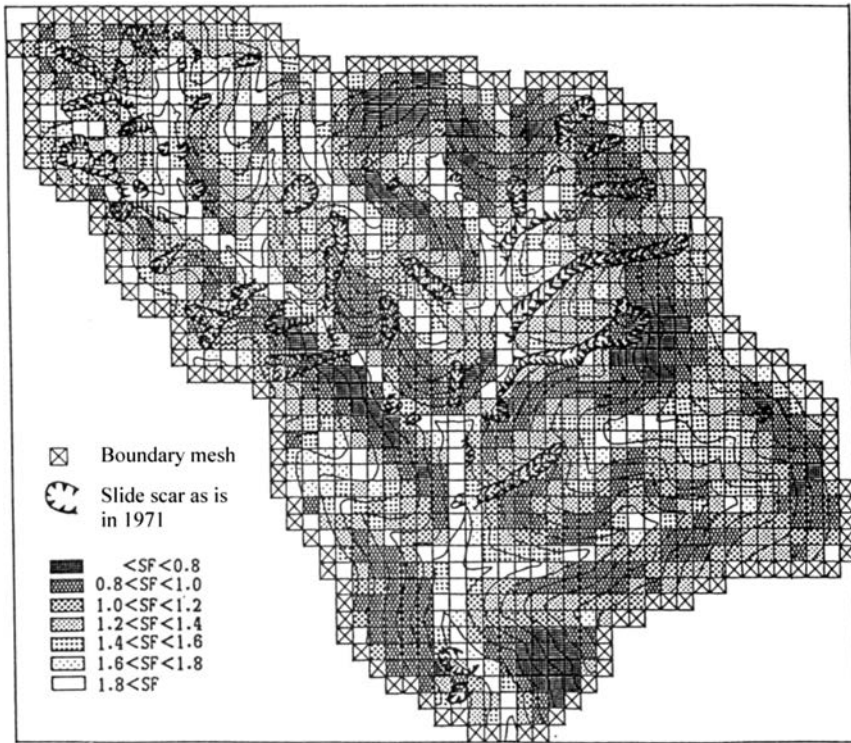 Boundary mesh
Slide scar as is
in 1971
<SF<0.8
0.8<SF<1.0
1.0<SF<1.2
1.2<SF<1.4
1.4<SF<1.6
1.6<SF<1.8
1.8<SF